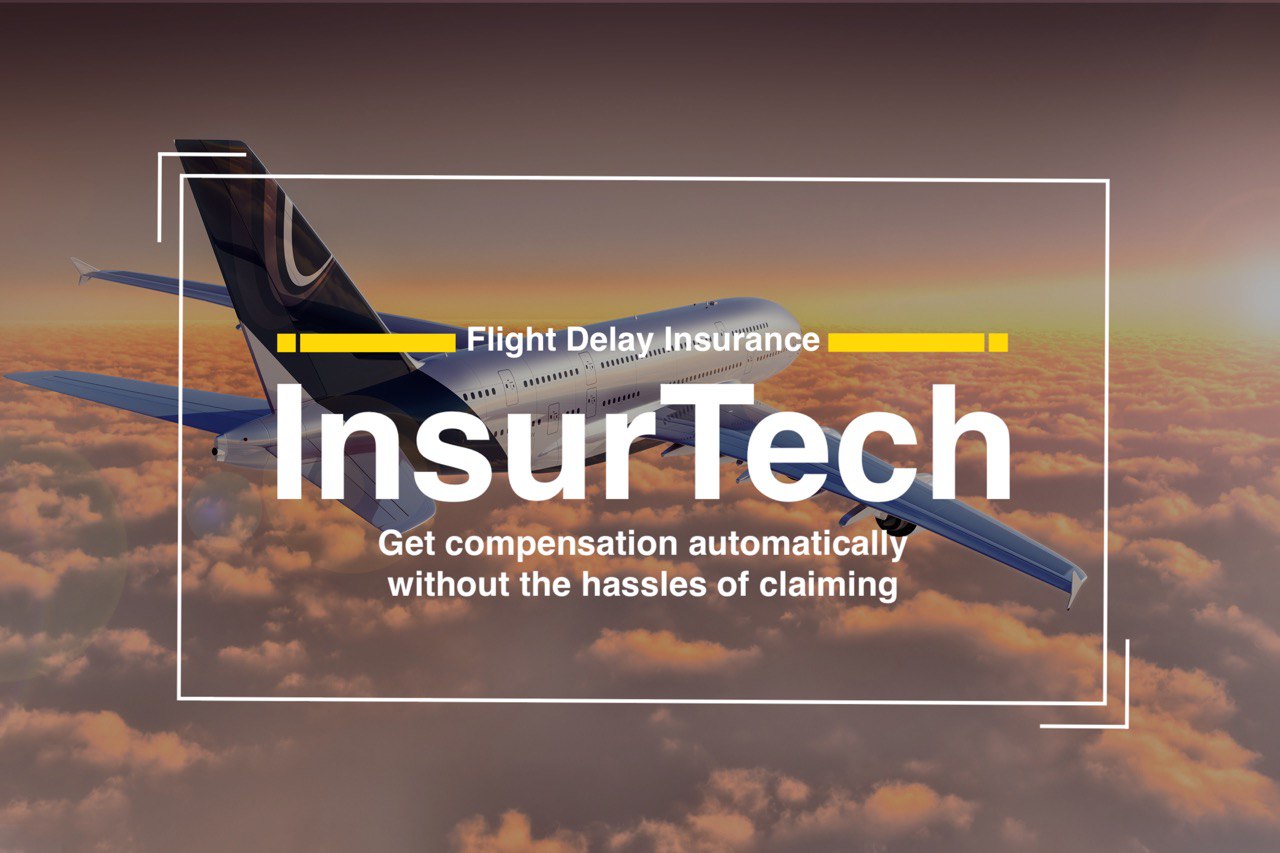 Flight Delay Insurance
InsurTech
Get compensation automatically
without the hassles of claiming